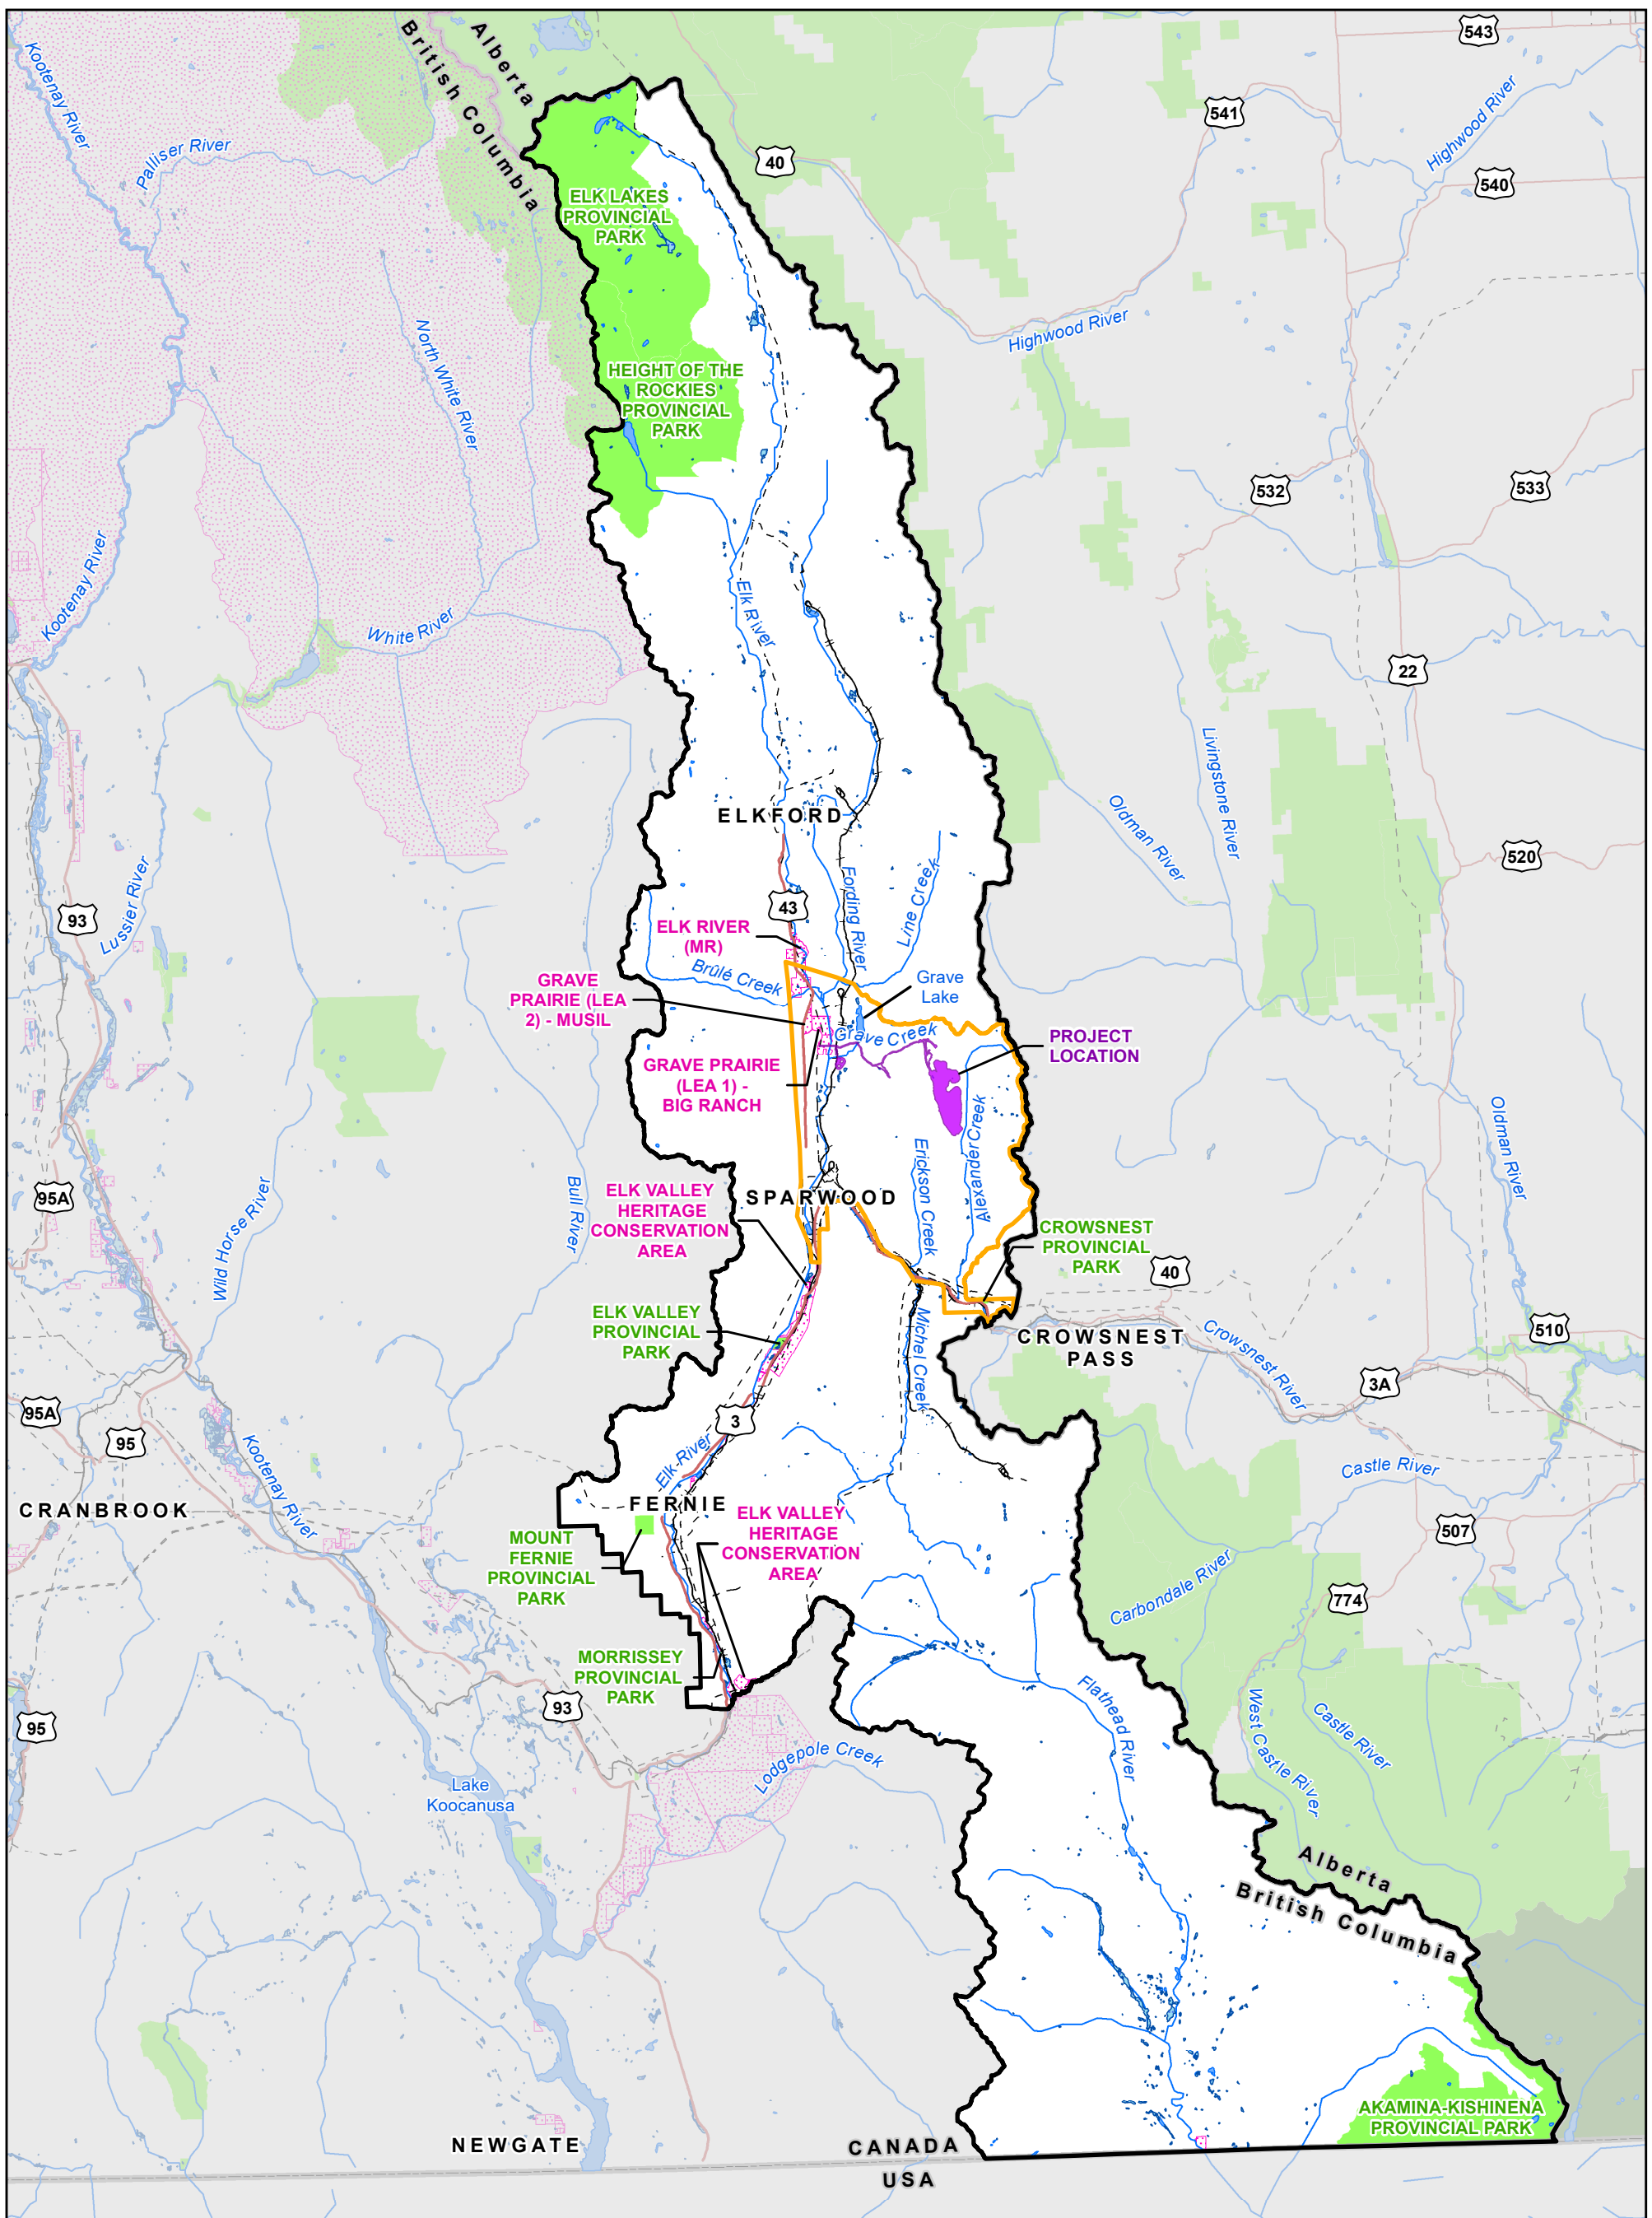 543
Alberta
British Columbia
Kootenay River
Highwood River
541
Palliser River
40
540
ELK LAKES
PROVINCIAL
PARK
Highwood River
North White River
HEIGHT OF THE
ROCKIES
PROVINCIAL
PARK
532
533
Kootenay River
Elk River
White River
22
Livingstone River
Oldman River
ELKFORD
520
Lussier River
93
43
Fording River
Line Creek
ELK RIVER
(MR)
Brûlé Creek
Grave
Lake
GRAVE
PRAIRIE (LEA
2) - MUSIL
Grave Creek
PROJECT
LOCATION
GRAVE PRAIRIE
(LEA 1) -
BIG RANCH
Alexander Creek
Erickson Creek
Oldman River
95A
Wild Horse River
Bull River
ELK VALLEY
HERITAGE
CONSERVATION
AREA
SPARWOOD
CROWSNEST
PROVINCIAL
PARK
40
ELK VALLEY
PROVINCIAL
PARK
Michel Creek
CROWSNEST
PASS
Crowsnest River
510
3A
95A
95
3
Kootenay River
Elk River
Castle River
CRANBROOK
FERNIE
ELK VALLEY
HERITAGE
CONSERVATION
AREA
507
MOUNT
FERNIE
PROVINCIAL
PARK
Carbondale River
774
MORRISSEY
PROVINCIAL
PARK
93
95
Flathead River
West Castle River
Castle River
Lodgepole Creek
Lake
Koocanusa
Alberta
British Columbia
AKAMINA-KISHINENA
PROVINCIAL PARK
NEWGATE
CANADA
USA